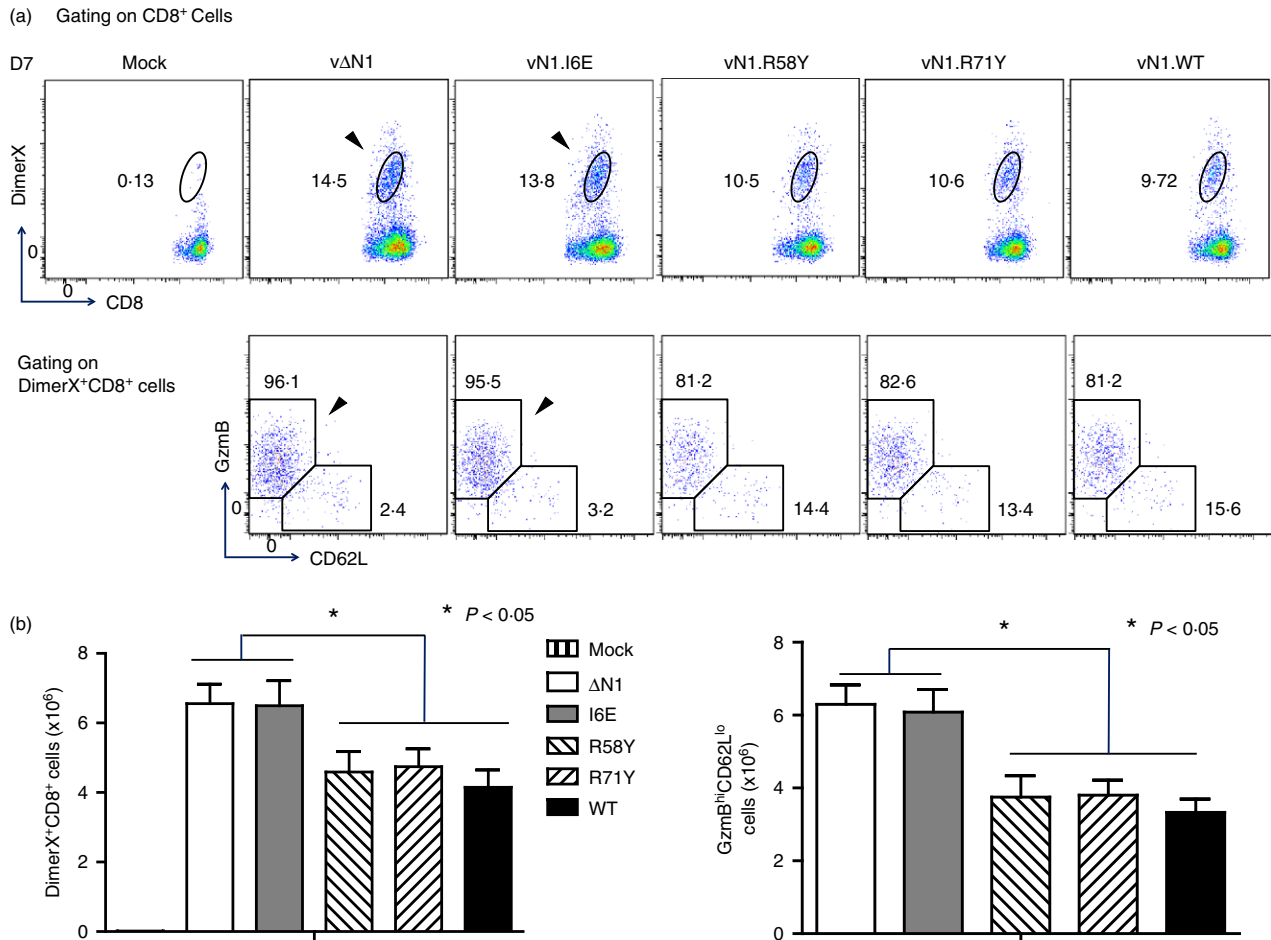 (a) Gating on CD8+ Cells
D7 Mock vΔN1 vN1.I6E vN1.R58Y vN1.R71Y vN1.WT
DimerX
0·13 14·5 13·8 10·5 10·6 9·72
0
0
CD8
Gating on
DimerX+CD8+ cells
96·1 95·5 81·2 82·6 81·2
GzmB
0
2·4 3·2 14·4 13·4 15·6
0
CD62L
(b)
* * P < 0·05
DimerX+CD8+ cells (x10⁶)
8
6
4
2
0
Mock
ΔN1
I6E
R58Y
R71Y
WT
* * P < 0·05
GzmBhiCD62Llo
cells (x10⁶)
8
6
4
2
0